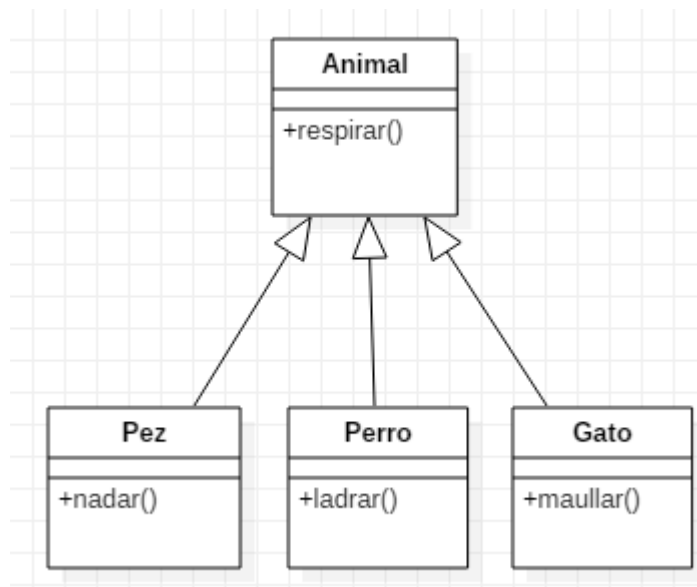 Animal
+respirar()
Pez
+nadar()
Perro
+ladrar()
Gato
+maullar()